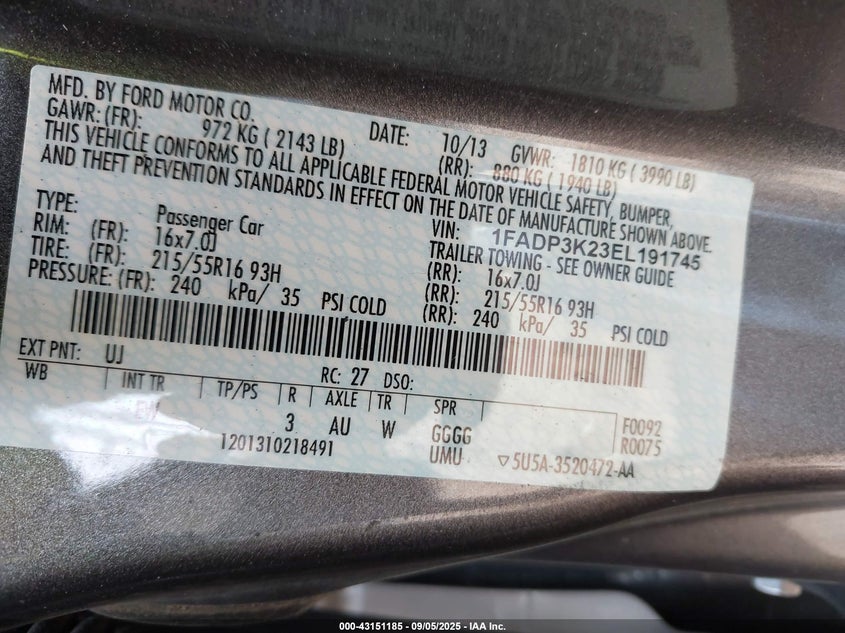 MFD. BY FORD MOTOR CO.
DATE: 10/13 GVWR: 1810 KG ( 3990 LB)
GAWR: (FR): 972 KG ( 2143 LB) (RR): 880 KG ( 1940 LB)
THIS VEHICLE CONFORMS TO ALL APPLICABLE FEDERAL MOTOR VEHICLE SAFETY, BUMPER,
AND THEFT PREVENTION STANDARDS IN EFFECT ON THE DATE OF MANUFACTURE SHOWN ABOVE.
VIN: 1FADP3K23EL191745
TYPE: Passenger Car TRAILER TOWING - SEE OWNER GUIDE
RIM: (FR): 16x7.0J (RR): 16x7.0J
TIRE: (FR): 215/55R16 93H (RR): 215/55R16 93H
PRESSURE: (FR): 240 kPa/ 35 PSI COLD (RR): 240 kPa/ 35 PSI COLD
EXT PNT: UJ RC: 27 DSO:
WB INT TR TP/PS R AXLE TR SPR
3 AU W GGGG F0092
1201310218491 UMU R0075
▽5U5A-3520472-AA
000-43151185 - 09/05/2025 - IAA Inc.